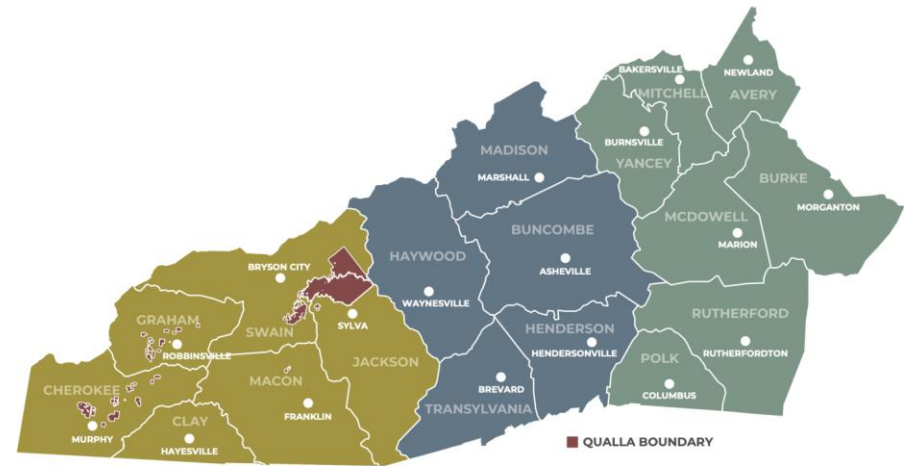 BAKERSVILLE
MITCHELL
NEWLAND
AVERY
BURNSVILLE
YANCEY
MADISON
MARSHALL
BURKE
MORGANTON
MCDOWELL
MARION
BUNCOMBE
ASHEVILLE
HAYWOOD
WAYNESVILLE
BRYSON CITY
SWAIN
SYLVA
JACKSON
GRAHAM
ROBBINSVILLE
HENDERSON
HENDERSONVILLE
RUTHERFORD
RUTHERFORDTON
POLK
COLUMBUS
BREVARD
TRANSYLVANIA
MACON
FRANKLIN
CHEROKEE
MURPHY
CLAY
HAYESVILLE
QUALLA BOUNDARY